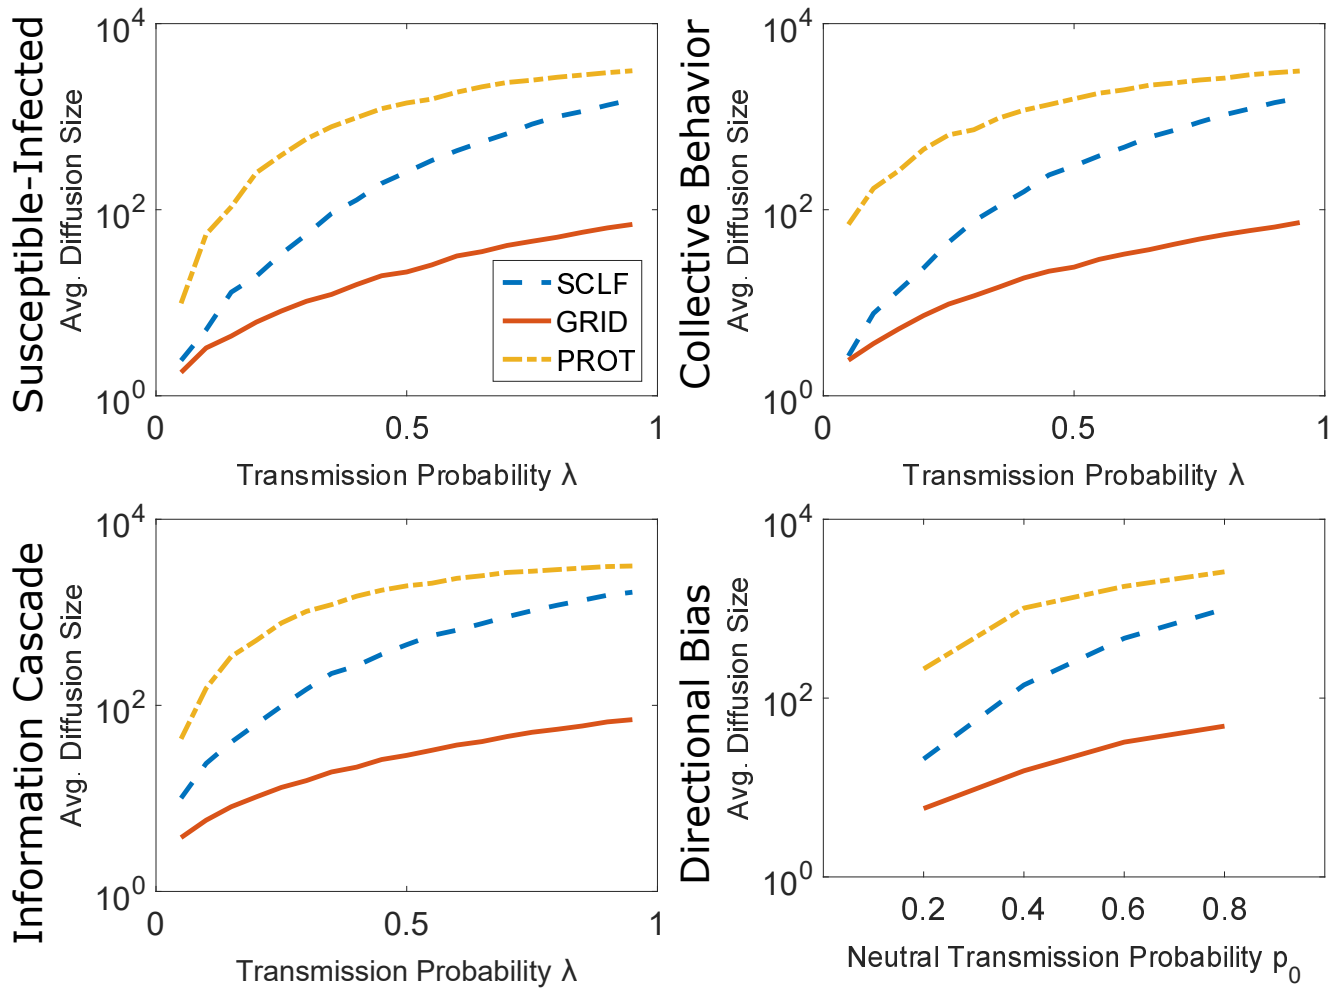 Susceptible-Infected
Avg. Diffusion Size
10^4
10^2
10^0
0
0.5
1
Transmission Probability λ
SCLF
GRID
PROT
Collective Behavior
Avg. Diffusion Size
10^4
10^2
10^0
0
0.5
1
Transmission Probability λ
Information Cascade
Avg. Diffusion Size
10^4
10^2
10^0
0
0.5
1
Transmission Probability λ
Directional Bias
Avg. Diffusion Size
10^4
10^2
10^0
0.2
0.4
0.6
0.8
Neutral Transmission Probability p_0